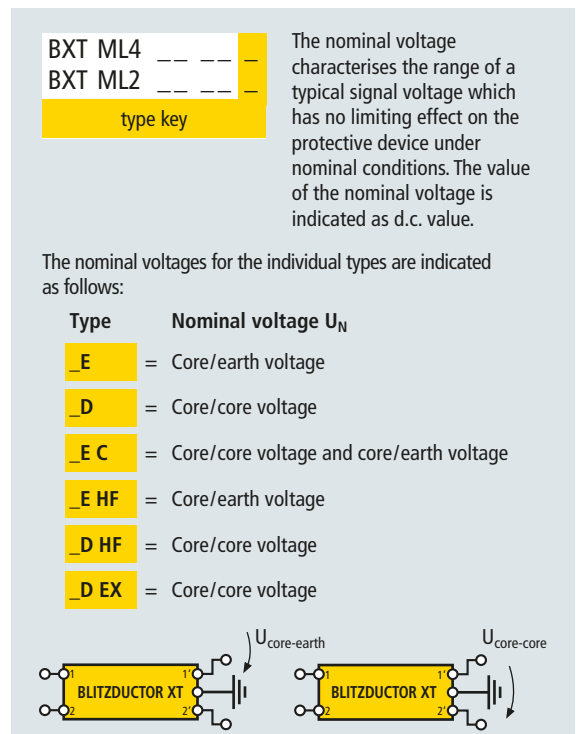 BXT ML4 __ __ _
BXT ML2 __ __ _
type key
The nominal voltage
characterises the range of a
typical signal voltage which
has no limiting effect on the
protective device under
nominal conditions. The value
of the nominal voltage is
indicated as d.c. value.
The nominal voltages for the individual types are indicated
as follows:
Type Nominal voltage UN
_E = Core/earth voltage
_D = Core/core voltage
_E C = Core/core voltage and core/earth voltage
_E HF = Core/earth voltage
_D HF = Core/core voltage
_D EX = Core/core voltage
Ucore-earth
1 1'
BLITZDUCTOR XT
2 2'
Ucore-core
1 1'
BLITZDUCTOR XT
2 2'